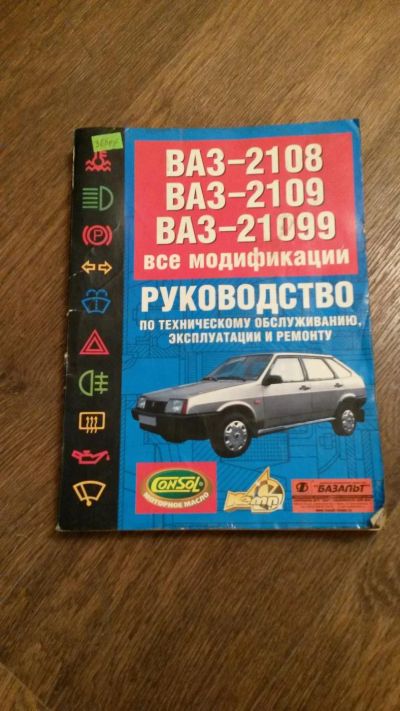 ВАЗ-2108
ВАЗ-2109
ВАЗ-21099
все модификации
РУКОВОДСТВО
ПО ТЕХНИЧЕСКОМУ ОБСЛУЖИВАНИЮ,
ЭКСПЛУАТАЦИИ И РЕМОНТУ
P
CONSOL
МОТОРНОЕ МАСЛО
"БАЗАЛЬТ"